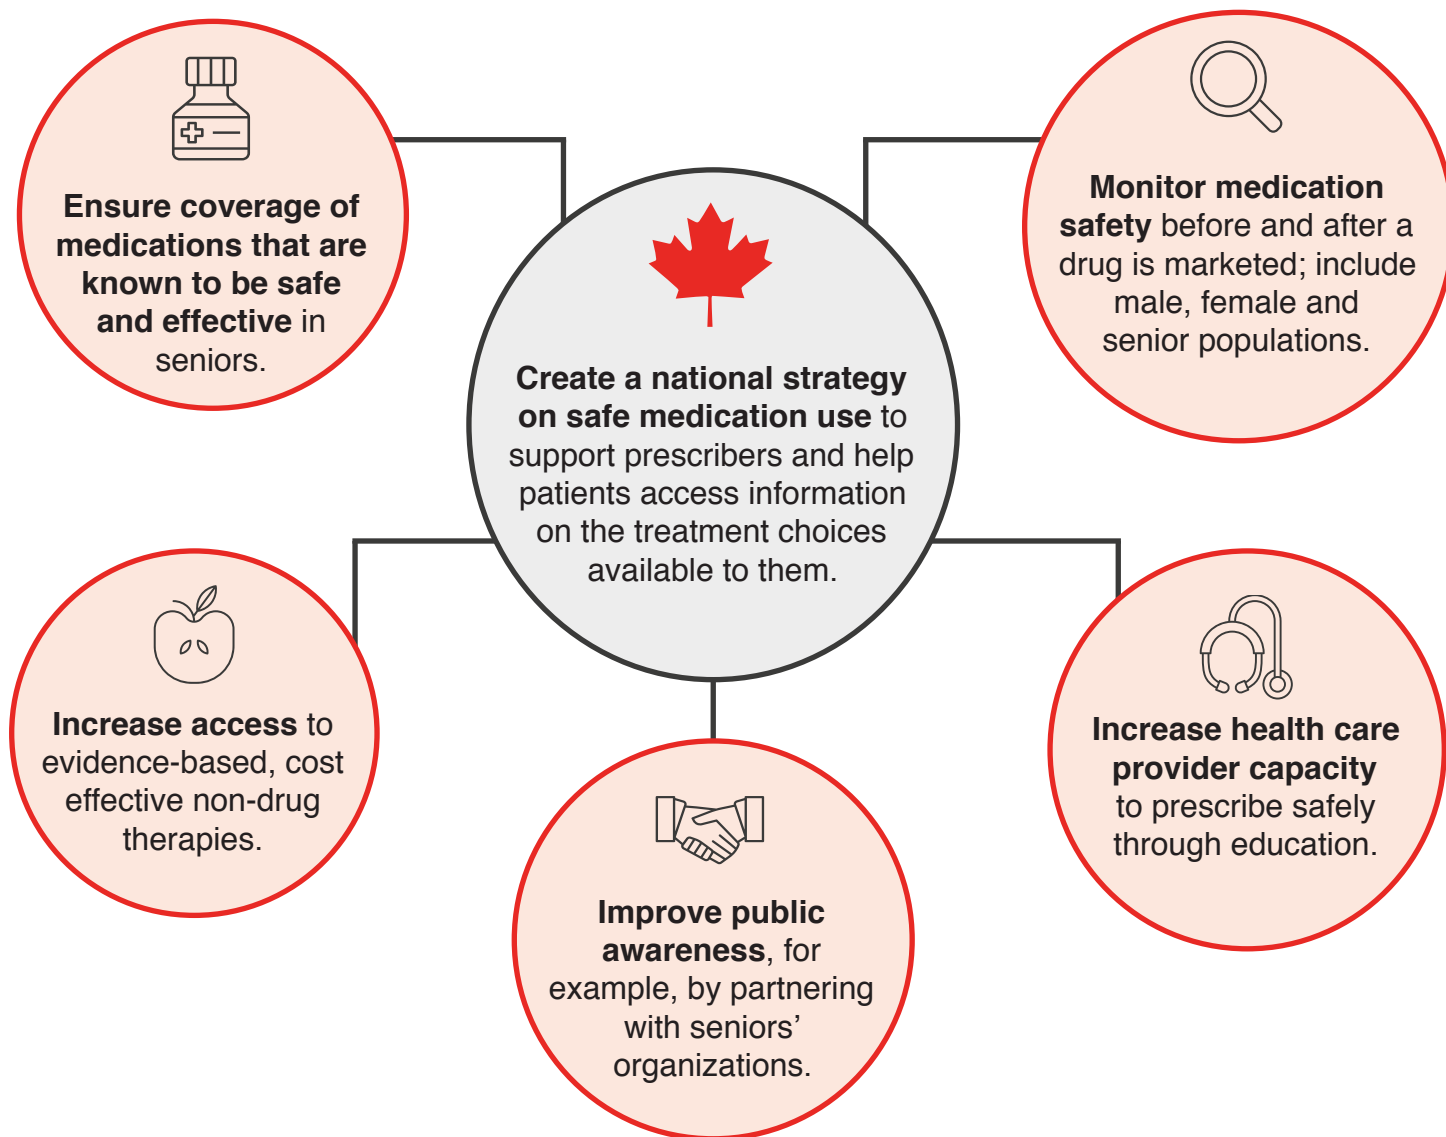 Ensure coverage of
medications that are
known to be safe
and effective in
seniors.
Monitor medication
safety before and after a
drug is marketed; include
male, female and
senior populations.
Create a national strategy
on safe medication use to
support prescribers and help
patients access information
on the treatment choices
available to them.
Increase access to
evidence-based, cost
effective non-drug
therapies.
Increase health care
provider capacity
to prescribe safely
through education.
Improve public
awareness, for
example, by partnering
with seniors’
organizations.